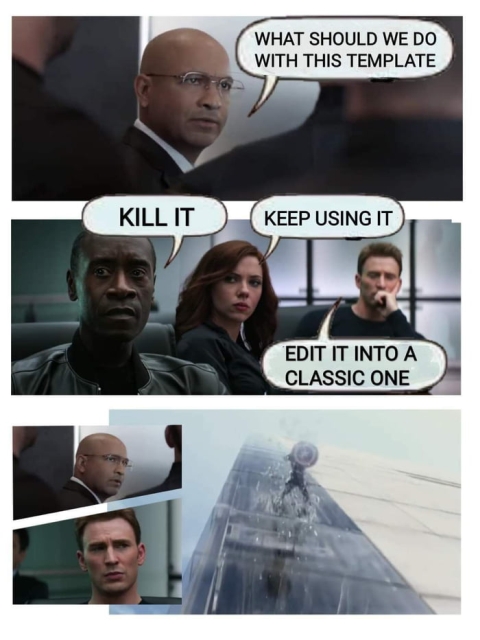 WHAT SHOULD WE DO
WITH THIS TEMPLATE
KILL IT
KEEP USING IT
EDIT IT INTO A
CLASSIC ONE